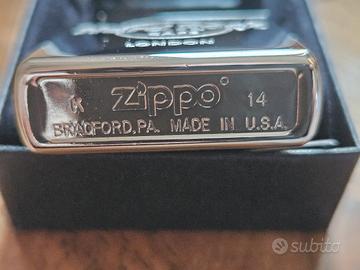 LONDON
K Zippo 14
BRADFORD, PA. MADE IN U.S.A.
subito